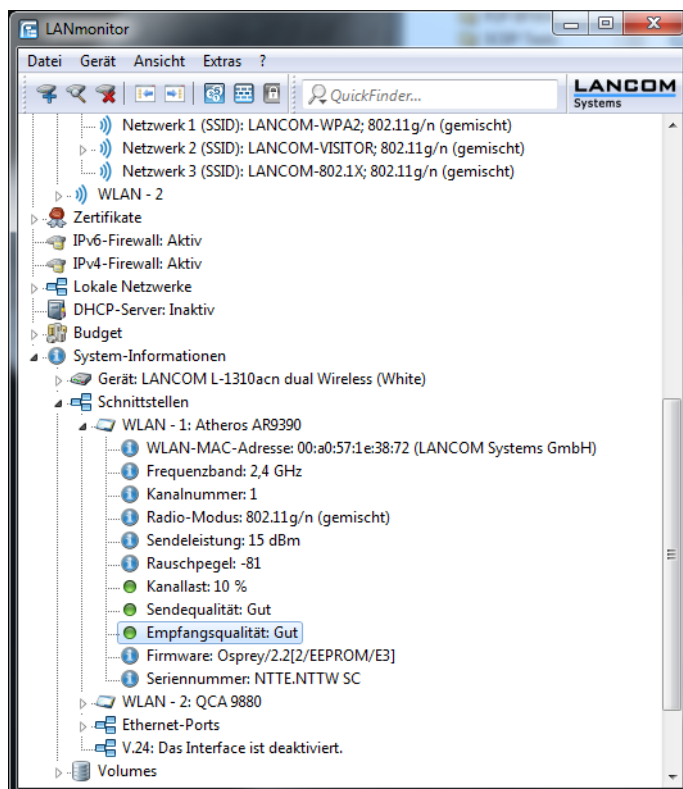 LANmonitor
Datei Gerät Ansicht Extras ?
QuickFinder...
LANCOM
Systems
Netzwerk 1 (SSID): LANCOM-WPA2; 802.11g/n (gemischt)
Netzwerk 2 (SSID): LANCOM-VISITOR; 802.11g/n (gemischt)
Netzwerk 3 (SSID): LANCOM-802.1X; 802.11g/n (gemischt)
WLAN - 2
Zertifikate
IPv6-Firewall: Aktiv
IPv4-Firewall: Aktiv
Lokale Netzwerke
DHCP-Server: Inaktiv
Budget
System-Informationen
Gerät: LANCOM L-1310acn dual Wireless (White)
Schnittstellen
WLAN - 1: Atheros AR9390
WLAN-MAC-Adresse: 00:a0:57:1e:38:72 (LANCOM Systems GmbH)
Frequenzband: 2,4 GHz
Kanalnummer: 1
Radio-Modus: 802.11g/n (gemischt)
Sendeleistung: 15 dBm
Rauschpegel: -81
Kanallast: 10 %
Sendequalität: Gut
Empfangsqualität: Gut
Firmware: Osprey/2.2[2/EEPROM/E3]
Seriennummer: NTTE.NTTW SC
WLAN - 2: QCA 9880
Ethernet-Ports
V.24: Das Interface ist deaktiviert.
Volumes